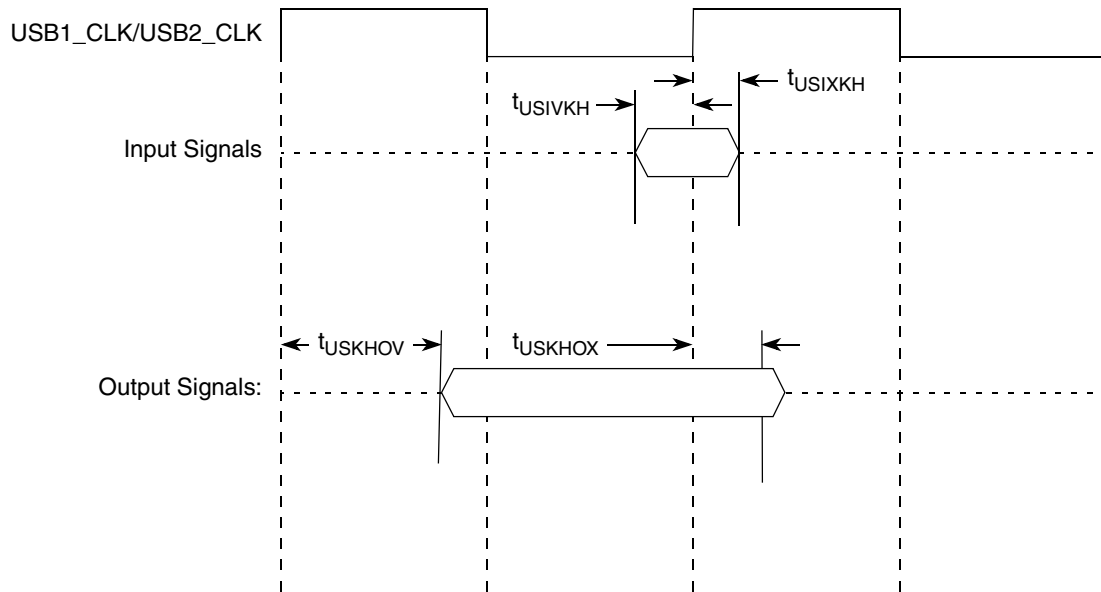 USB1_CLK/USB2_CLK
tUSIXKH
tUSIVKH
Input Signals
tUSKHOV
tUSKHOX
Output Signals: